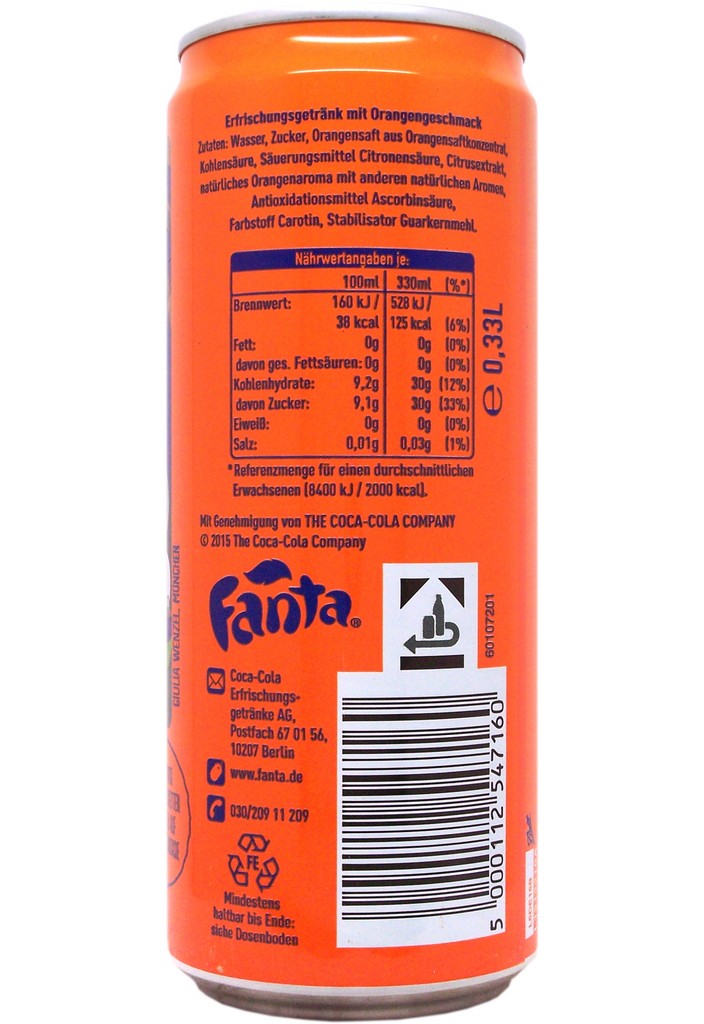 Erfrischungsgetränk mit Orangengeschmack
Zutaten: Wasser, Zucker, Orangensaft aus Orangensaftkonzentrat,
Kohlensäure, Säuerungsmittel Citronensäure, Citrusextrakt,
natürliches Orangenaroma mit anderen natürlichen Aromen,
Antioxidationsmittel Ascorbinsäure,
Farbstoff Carotin, Stabilisator Guarkernmehl.
Nährwertangaben je:
100ml 330ml (%*)
Brennwert: 160 kJ / 528 kJ /
38 kcal 125 kcal (6%)
Fett: 0g 0g (0%)
davon ges. Fettsäuren: 0g 0g (0%)
Kohlenhydrate: 9,2g 30g (12%)
davon Zucker: 9,1g 30g (33%)
Eiweiß: 0g 0g (0%)
Salz: 0,01g 0,03g (1%)
e 0,33L
*Referenzmenge für einen durchschnittlichen
Erwachsenen (8400 kJ / 2000 kcal).
Mit Genehmigung von THE COCA-COLA COMPANY
© 2015 The Coca-Cola Company
GIULIA WENZEL, MÜNCHEN
Fanta®
60107201
Coca-Cola
Erfrischungs-
getränke AG,
Postfach 67 01 56,
10207 Berlin
www.fanta.de
030/209 11 209
FE
Mindestens
haltbar bis Ende:
siehe Dosenboden
5 000112 547160